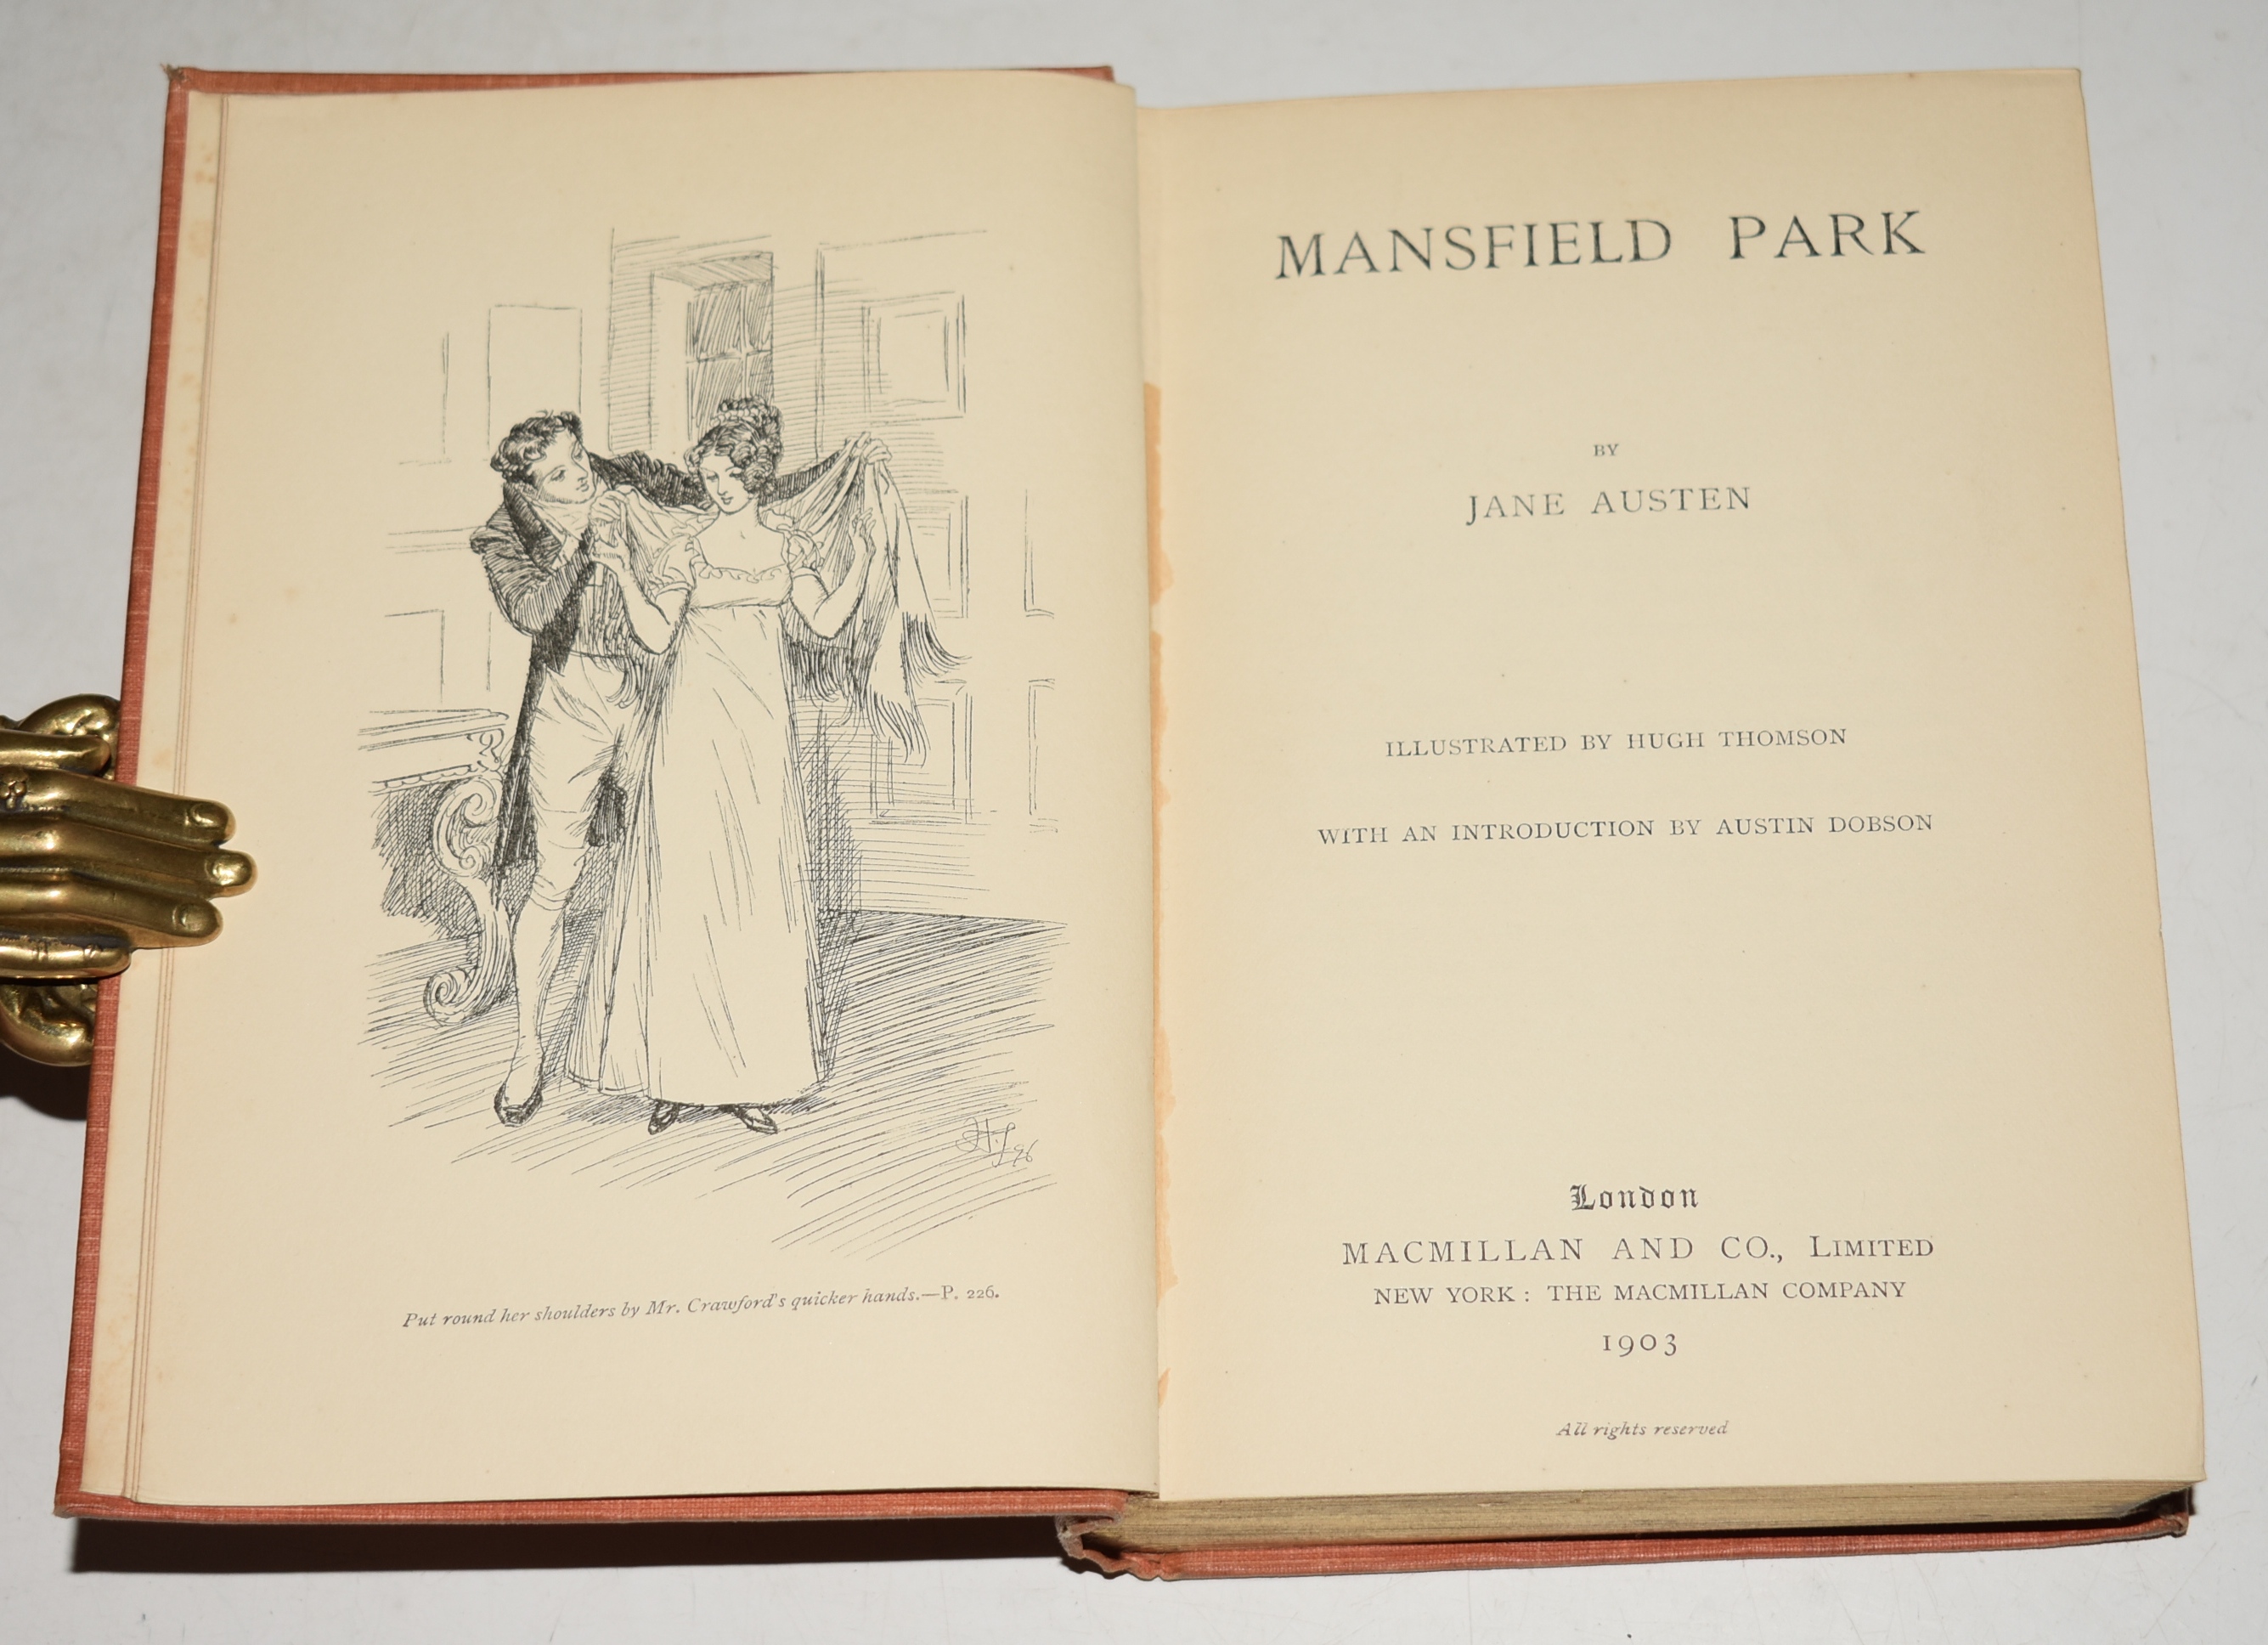 H.T 96
Put round her shoulders by Mr. Crawford's quicker hands.—P. 226.
MANSFIELD PARK
BY
JANE AUSTEN
ILLUSTRATED BY HUGH THOMSON
WITH AN INTRODUCTION BY AUSTIN DOBSON
London
MACMILLAN AND CO., LIMITED
NEW YORK : THE MACMILLAN COMPANY
1903
All rights reserved